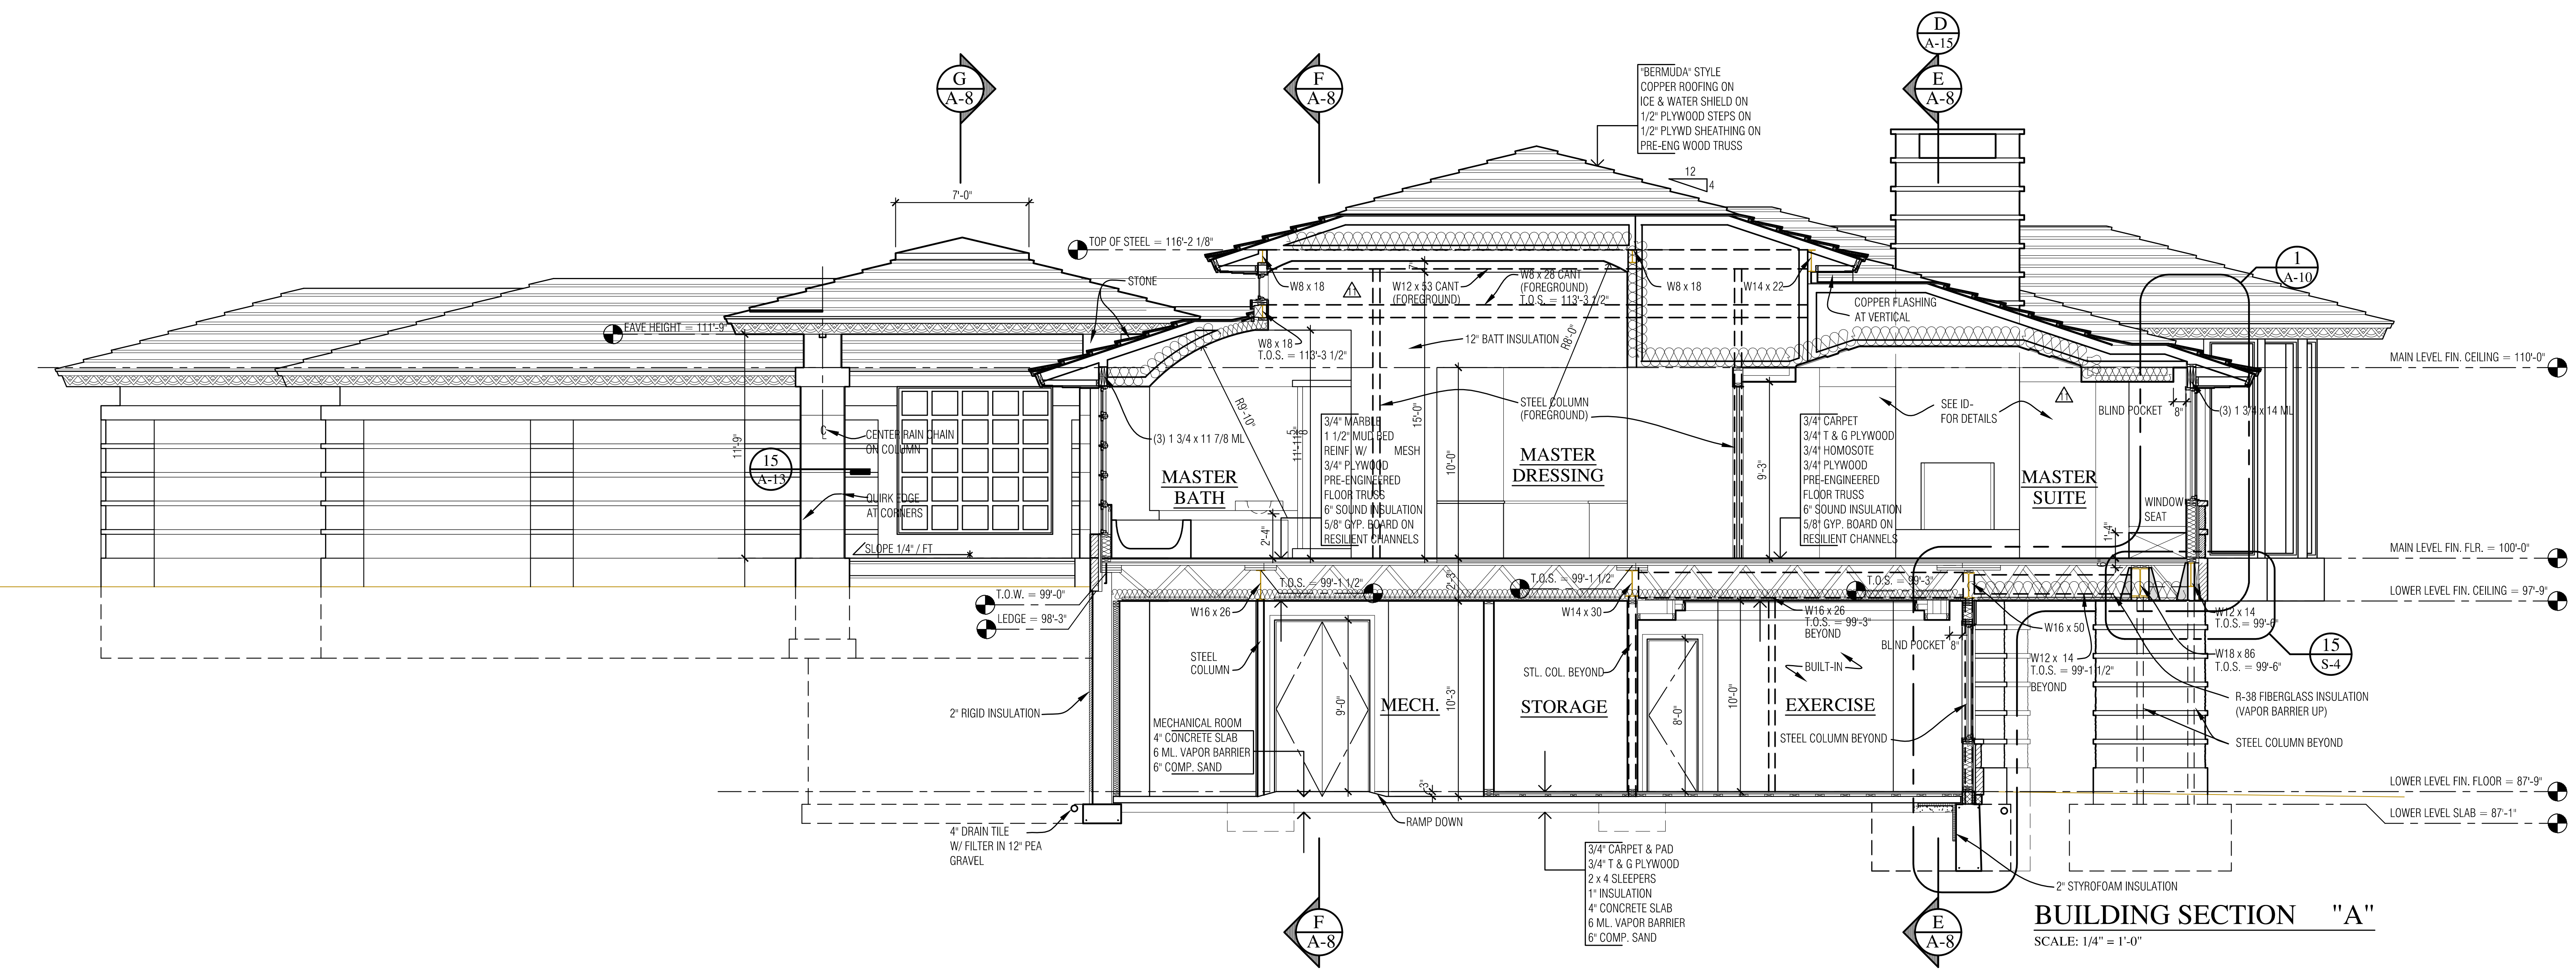 D
A-15
G
A-8
F
A-8
E
A-8
"BERMUDA" STYLE
COPPER ROOFING ON
ICE & WATER SHIELD ON
1/2" PLYWOOD STEPS ON
1/2" PLYWD SHEATHING ON
PRE-ENG WOOD TRUSS
12
4
7'-0"
TOP OF STEEL = 116'-2 1/8"
STONE
1
A-10
W8 x 18
11
W12 x 53 CANT
(FOREGROUND)
7"
W8 x 28 CANT
(FOREGROUND)
T.O.S. = 113'-3 1/2"
W8 x 18
W14 x 22
COPPER FLASHING
AT VERTICAL
EAVE HEIGHT = 111'-9"
W8 x 18
T.O.S. = 113'-3 1/2"
12" BATT INSULATION
R8'-0"
MAIN LEVEL FIN. CEILING = 110'-0"
R9'-10"
STEEL COLUMN
(FOREGROUND)
SEE ID-
FOR DETAILS
11
BLIND POCKET
8"
(3) 1 3/4 x 14 ML
11'-9"
C
L
CENTER RAIN CHAIN
ON COLUMN
(3) 1 3/4 x 11 7/8 ML
11'-11 5/8"
15'-0"
10'-0"
9'-3"
3/4" MARBLE
1 1/2" MUD BED
REINF. W/ MESH
3/4" PLYWOOD
PRE-ENGINEERED
FLOOR TRUSS
6" SOUND INSULATION
5/8" GYP. BOARD ON
RESILIENT CHANNELS
3/4" CARPET
3/4" T & G PLYWOOD
3/4" HOMOSOTE
3/4" PLYWOOD
PRE-ENGINEERED
FLOOR TRUSS
6" SOUND INSULATION
5/8" GYP. BOARD ON
RESILIENT CHANNELS
15
A-13
MASTER
BATH
MASTER
DRESSING
MASTER
SUITE
QUIRK EDGE
AT CORNERS
WINDOW
SEAT
2'-4"
1'-4"
SLOPE 1/4" / FT
MAIN LEVEL FIN. FLR. = 100'-0"
T.O.W. = 99'-0"
LEDGE = 98'-3"
T.O.S. = 99'-1 1/2"
2'-3"
T.O.S. = 99'-1 1/2"
T.O.S. = 99'-3"
LOWER LEVEL FIN. CEILING = 97'-9"
W16 x 26
W14 x 30
W16 x 26
T.O.S. = 99'-3"
BEYOND
W16 x 50
W12 x 14
T.O.S. = 99'-6"
15
S-4
BLIND POCKET 8"
W12 x 14
T.O.S. = 99'-1 1/2"
BEYOND
W18 x 86
T.O.S. = 99'-6"
STEEL
COLUMN
STL. COL. BEYOND
BUILT-IN
R-38 FIBERGLASS INSULATION
(VAPOR BARRIER UP)
2" RIGID INSULATION
9'-0"
MECH.
10'-3"
STORAGE
8'-0"
10'-0"
EXERCISE
MECHANICAL ROOM
4" CONCRETE SLAB
6 ML. VAPOR BARRIER
6" COMP. SAND
STEEL COLUMN BEYOND
STEEL COLUMN BEYOND
3"
LOWER LEVEL FIN. FLOOR = 87'-9"
LOWER LEVEL SLAB = 87'-1"
RAMP DOWN
4" DRAIN TILE
W/ FILTER IN 12" PEA
GRAVEL
3/4" CARPET & PAD
3/4" T & G PLYWOOD
2 x 4 SLEEPERS
1" INSULATION
4" CONCRETE SLAB
6 ML. VAPOR BARRIER
6" COMP. SAND
2" STYROFOAM INSULATION
F
A-8
E
A-8
BUILDING SECTION "A"
SCALE: 1/4" = 1'-0"